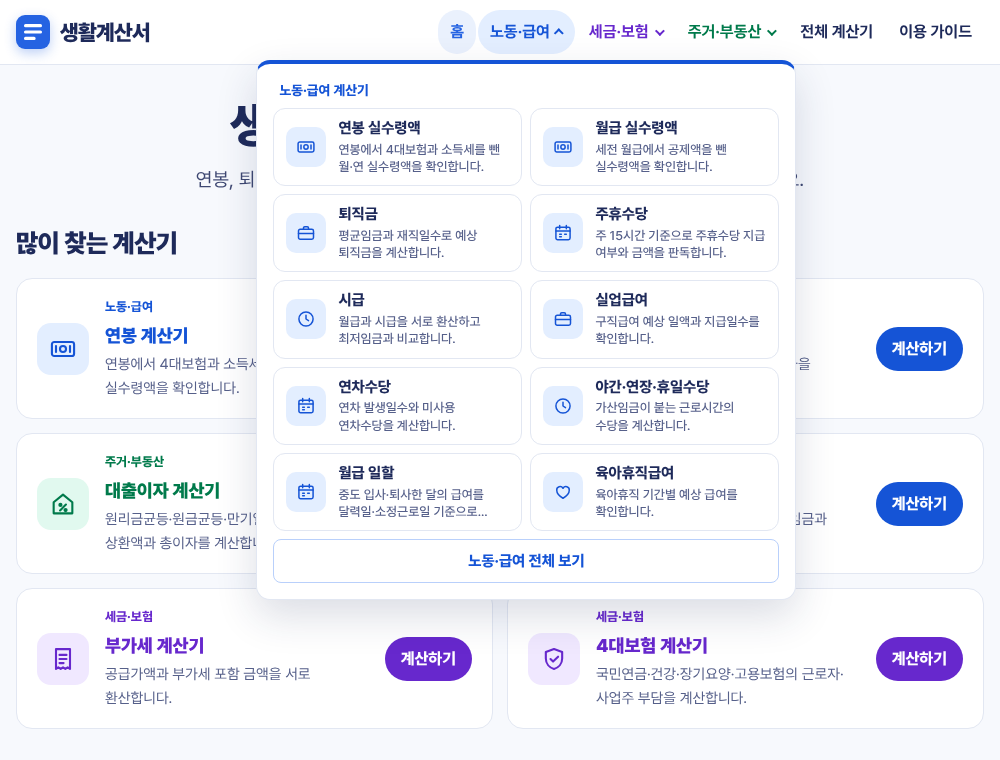 생활계산서
홈
노동·급여
세금·보험
주거·부동산
전체 계산기
이용 가이드
연봉, 퇴
노동·급여 계산기
연봉 실수령액
연봉에서 4대보험과 소득세를 뺀
월·연 실수령액을 확인합니다.
월급 실수령액
세전 월급에서 공제액을 뺀
실수령액을 확인합니다.
퇴직금
평균임금과 재직일수로 예상
퇴직금을 계산합니다.
주휴수당
주 15시간 기준으로 주휴수당 지급
여부와 금액을 판독합니다.
시급
월급과 시급을 서로 환산하고
최저임금과 비교합니다.
실업급여
구직급여 예상 일액과 지급일수를
확인합니다.
연차수당
연차 발생일수와 미사용
연차수당을 계산합니다.
야간·연장·휴일수당
가산임금이 붙는 근로시간의
수당을 계산합니다.
월급 일할
중도 입사·퇴사한 달의 급여를
달력일·소정근로일 기준으로...
육아휴직급여
육아휴직 기간별 예상 급여를
확인합니다.
노동·급여 전체 보기
많이 찾는 계산기
노동·급여
연봉 계산기
연봉에서 4대보험과 소득세
실수령액을 확인합니다.
을
계산하기
주거·부동산
대출이자 계산기
원리금균등·원금균등·만기
상환액과 총이자를 계산합
임금과
계산하기
세금·보험
부가세 계산기
공급가액과 부가세 포함 금액을 서로
환산합니다.
계산하기
세금·보험
4대보험 계산기
국민연금·건강·장기요양·고용보험의 근로자·
사업주 부담을 계산합니다.
계산하기